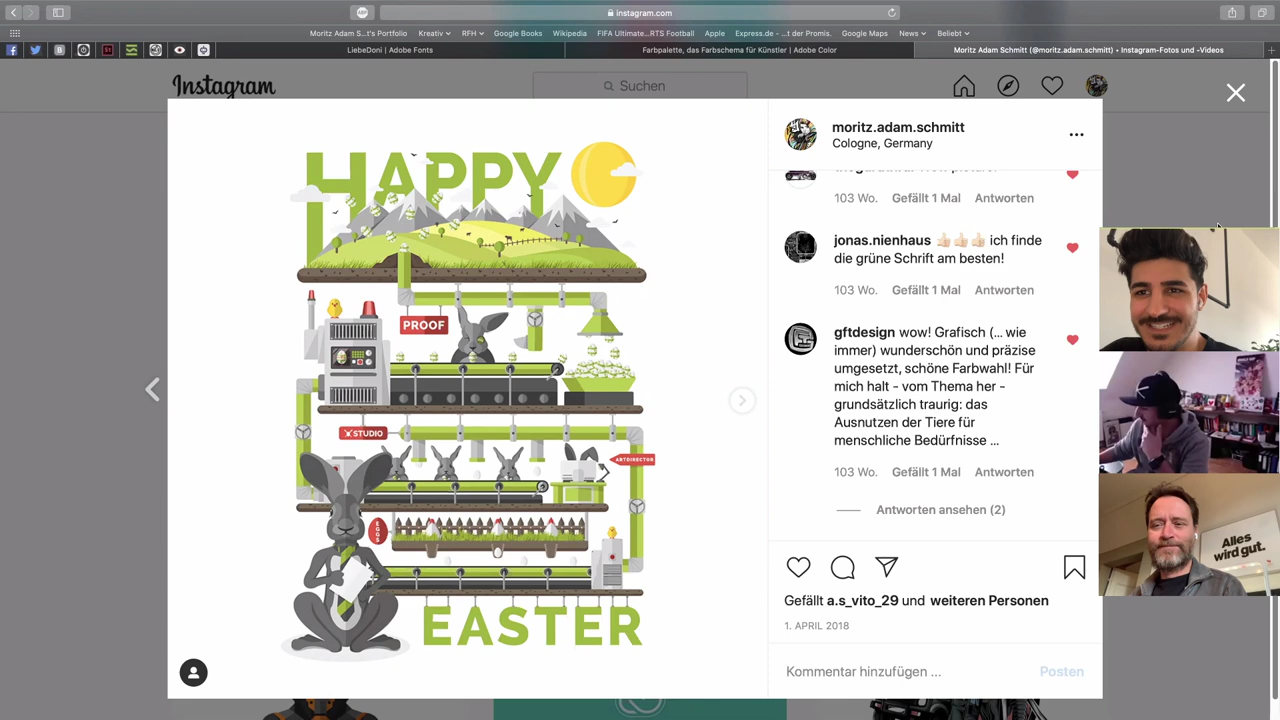 instagram.com
Moritz Adam S...t's Portfolio Kreativ RFH Google Books Wikipedia FIFA Ultimate...RTS Football Apple Express.de - ...t der Promis. Google Maps News Beliebt
LiebeDoni | Adobe Fonts
Farbpalette, das Farbschema für Künstler | Adobe Color
Moritz Adam Schmitt (@moritz.adam.schmitt) • Instagram-Fotos und -Videos
Instagram
Suchen
HAPPY
PROOF
STUDIO
ARTDIRECTOR
EGGS
EASTER
moritz.adam.schmitt
Cologne, Germany
103 Wo. Gefällt 1 Mal Antworten
jonas.nienhaus 👍🏻👍🏻👍🏻 ich finde
die grüne Schrift am besten!
103 Wo. Gefällt 1 Mal Antworten
gftdesign wow! Grafisch (... wie
immer) wunderschön und präzise
umgesetzt, schöne Farbwahl! Für
mich halt - vom Thema her -
grundsätzlich traurig: das
Ausnutzen der Tiere für
menschliche Bedürfnisse ...
103 Wo. Gefällt 1 Mal Antworten
Antworten ansehen (2)
Gefällt a.s_vito_29 und weiteren Personen
1. APRIL 2018
Kommentar hinzufügen ...
Posten
Alles
wird gut.